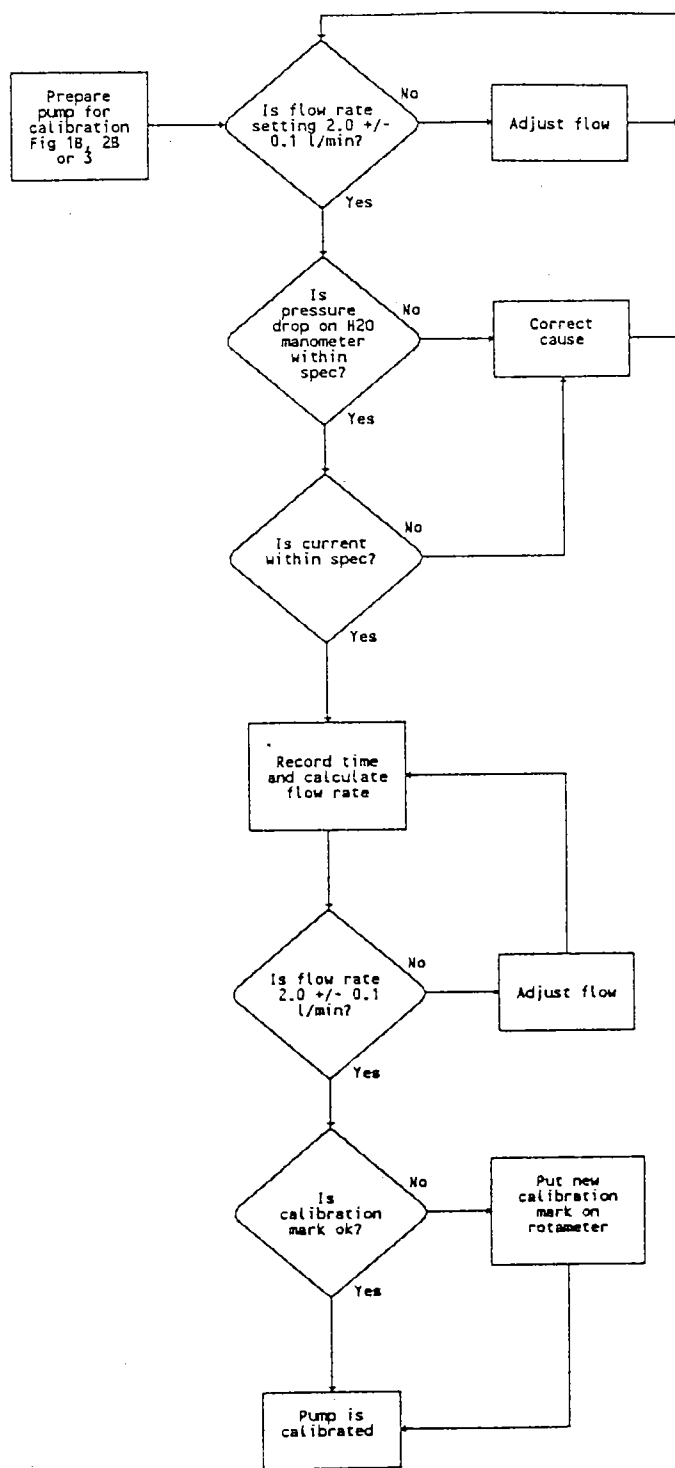 Prepare
pump for
calibration
Fig 1B, 2B
or 3
Is flow rate
setting 2.0 +/-
0.1 l/min?
No
Adjust flow
Yes
Is
pressure
drop on H2O
manometer
within
spec?
No
Correct
cause
Yes
Is current
within spec?
No
Yes
Record time
and calculate
flow rate
Is flow rate
2.0 +/- 0.1
l/min?
No
Adjust flow
Yes
Is
calibration
mark ok?
No
Put new
calibration
mark on
rotameter
Yes
Pump is
calibrated